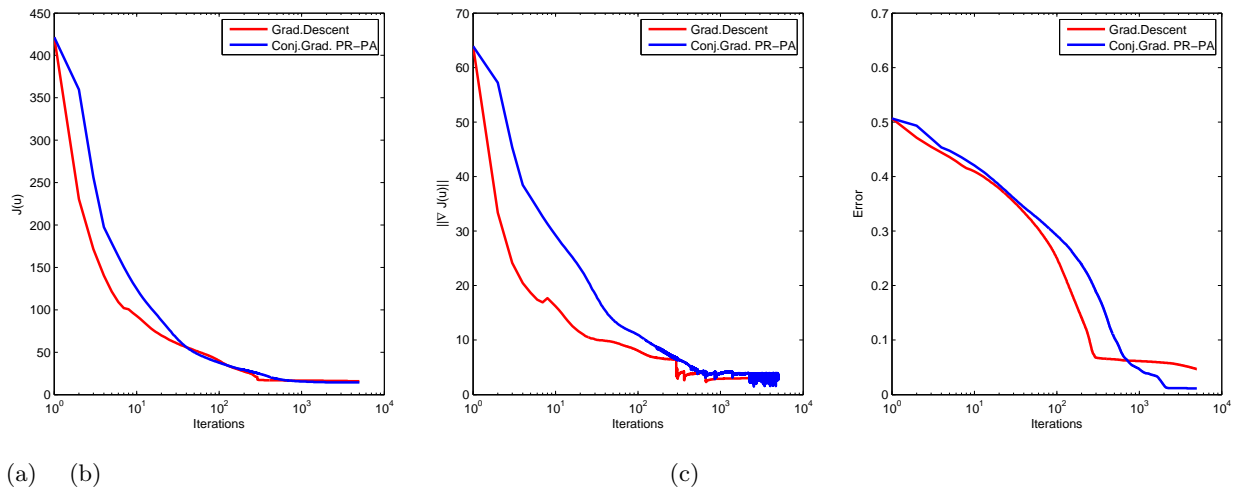 450
400
350
300
250
200
150
100
50
0
J(u)
10^0 10^1 10^2 10^3 10^4
Iterations
Grad.Descent
Conj.Grad. PR−PA
70
60
50
40
30
20
10
0
||∇ J(u)||
10^0 10^1 10^2 10^3 10^4
Iterations
Grad.Descent
Conj.Grad. PR−PA
0.7
0.6
0.5
0.4
0.3
0.2
0.1
0
Error
10^0 10^1 10^2 10^3 10^4
Iterations
Grad.Descent
Conj.Grad. PR−PA
(a) (b) (c)